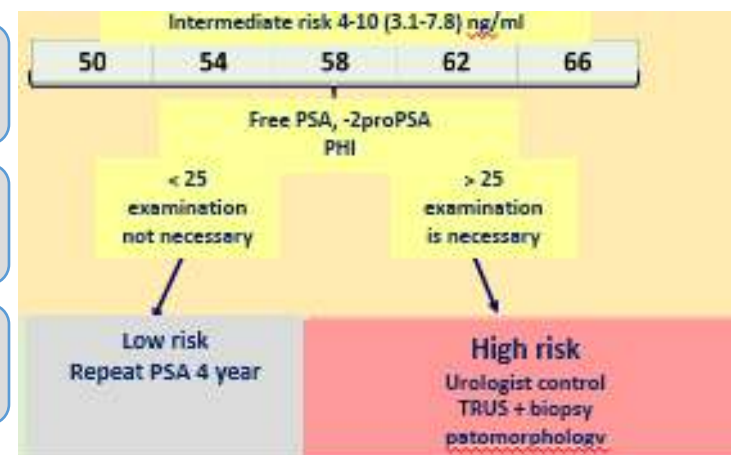 Intermediate risk 4-10 (3.1-7.8) ng/ml
50 54 58 62 66
Free PSA, -2proPSA
PHI
< 25
examination
not necessary
> 25
examination
is necessary
Low risk
Repeat PSA 4 year
High risk
Urologist control
TRUS + biopsy
patomorphology